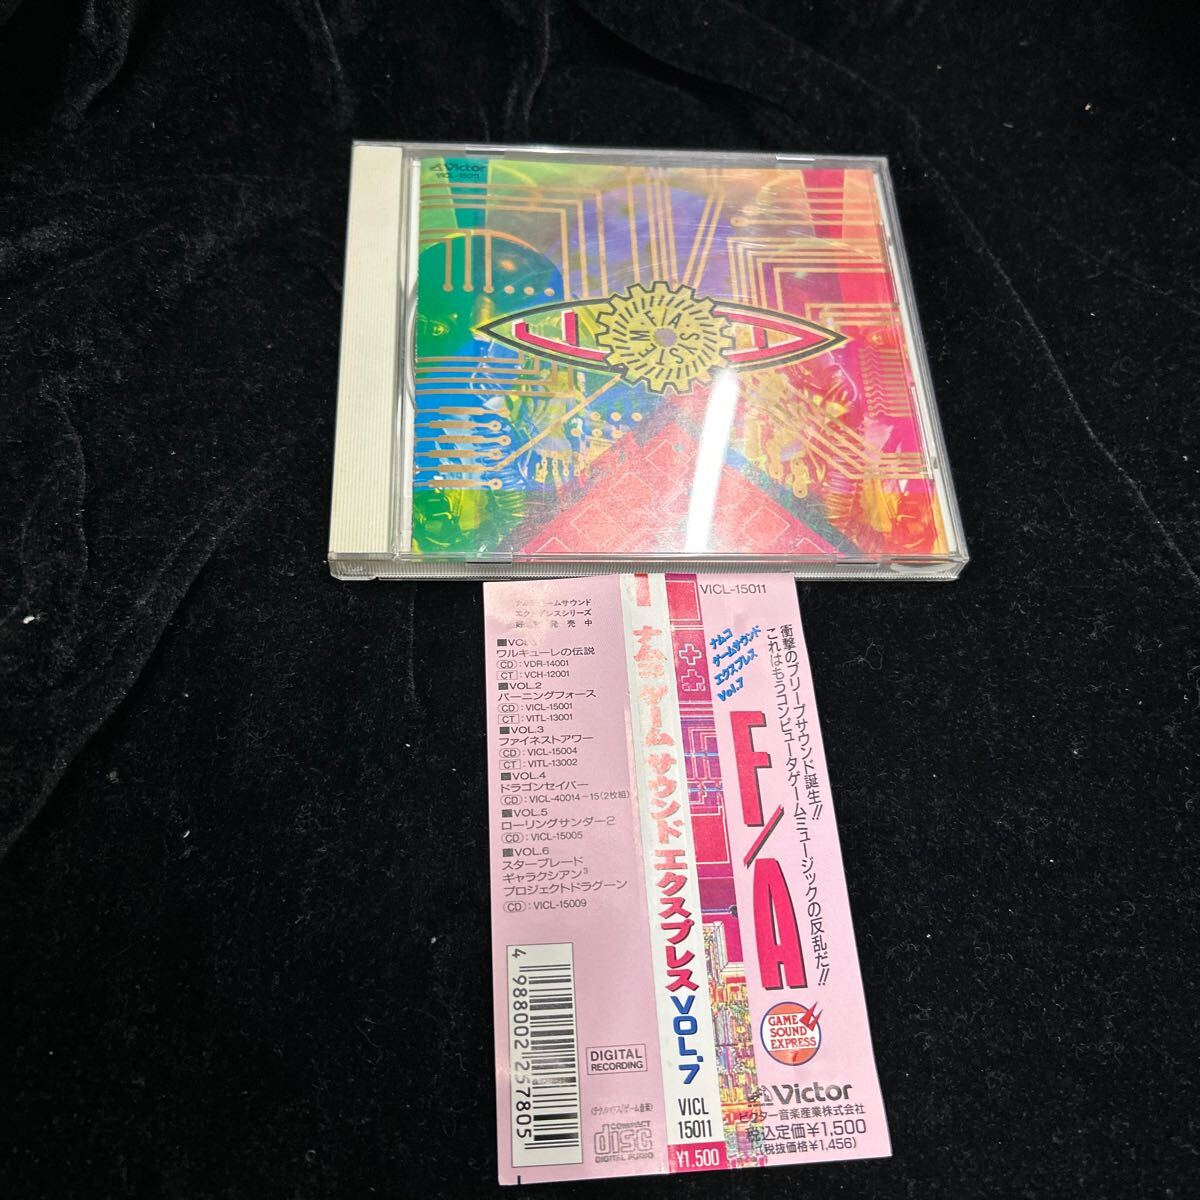 Victor
VICL-15011
F/A
SYSTEM F/A
ナムコゲームサウンド
エクスプレスシリーズ
好評発売中
■VOL.1
ワルキューレの伝説
CD:VDR-14001
CT:VCH-12001
■VOL.2
バーニングフォース
CD:VICL-15001
CT:VITL-13001
■VOL.3
ファイネストアワー
CD:VICL-15004
CT:VITL-13002
■VOL.4
ドラゴンセイバー
CD:VICL-40014~15(2枚組)
■VOL.5
ローリングサンダー2
CD:VICL-15005
■VOL.6
スターブレード
ギャラクシアン³
プロジェクトドラグーン
CD:VICL-15009
4988002257805
DIGITAL
RECORDING
COMPACT
disc
DIGITAL AUDIO
ナムコ ゲーム サウンド エクスプレス VOL.7
VICL
15011
¥1.500
VICL-15011
衝撃のブリープサウンド誕生!!
これはもうコンピュータゲームミュージックの反乱だ!!
ナムコ
ゲームサウンド
エクスプレス
Vol.7
F/A
GAME
SOUND
EXPRESS
7
Victor
ビクター音楽産業株式会社
税込定価¥1,500
(税抜価格¥1,456)